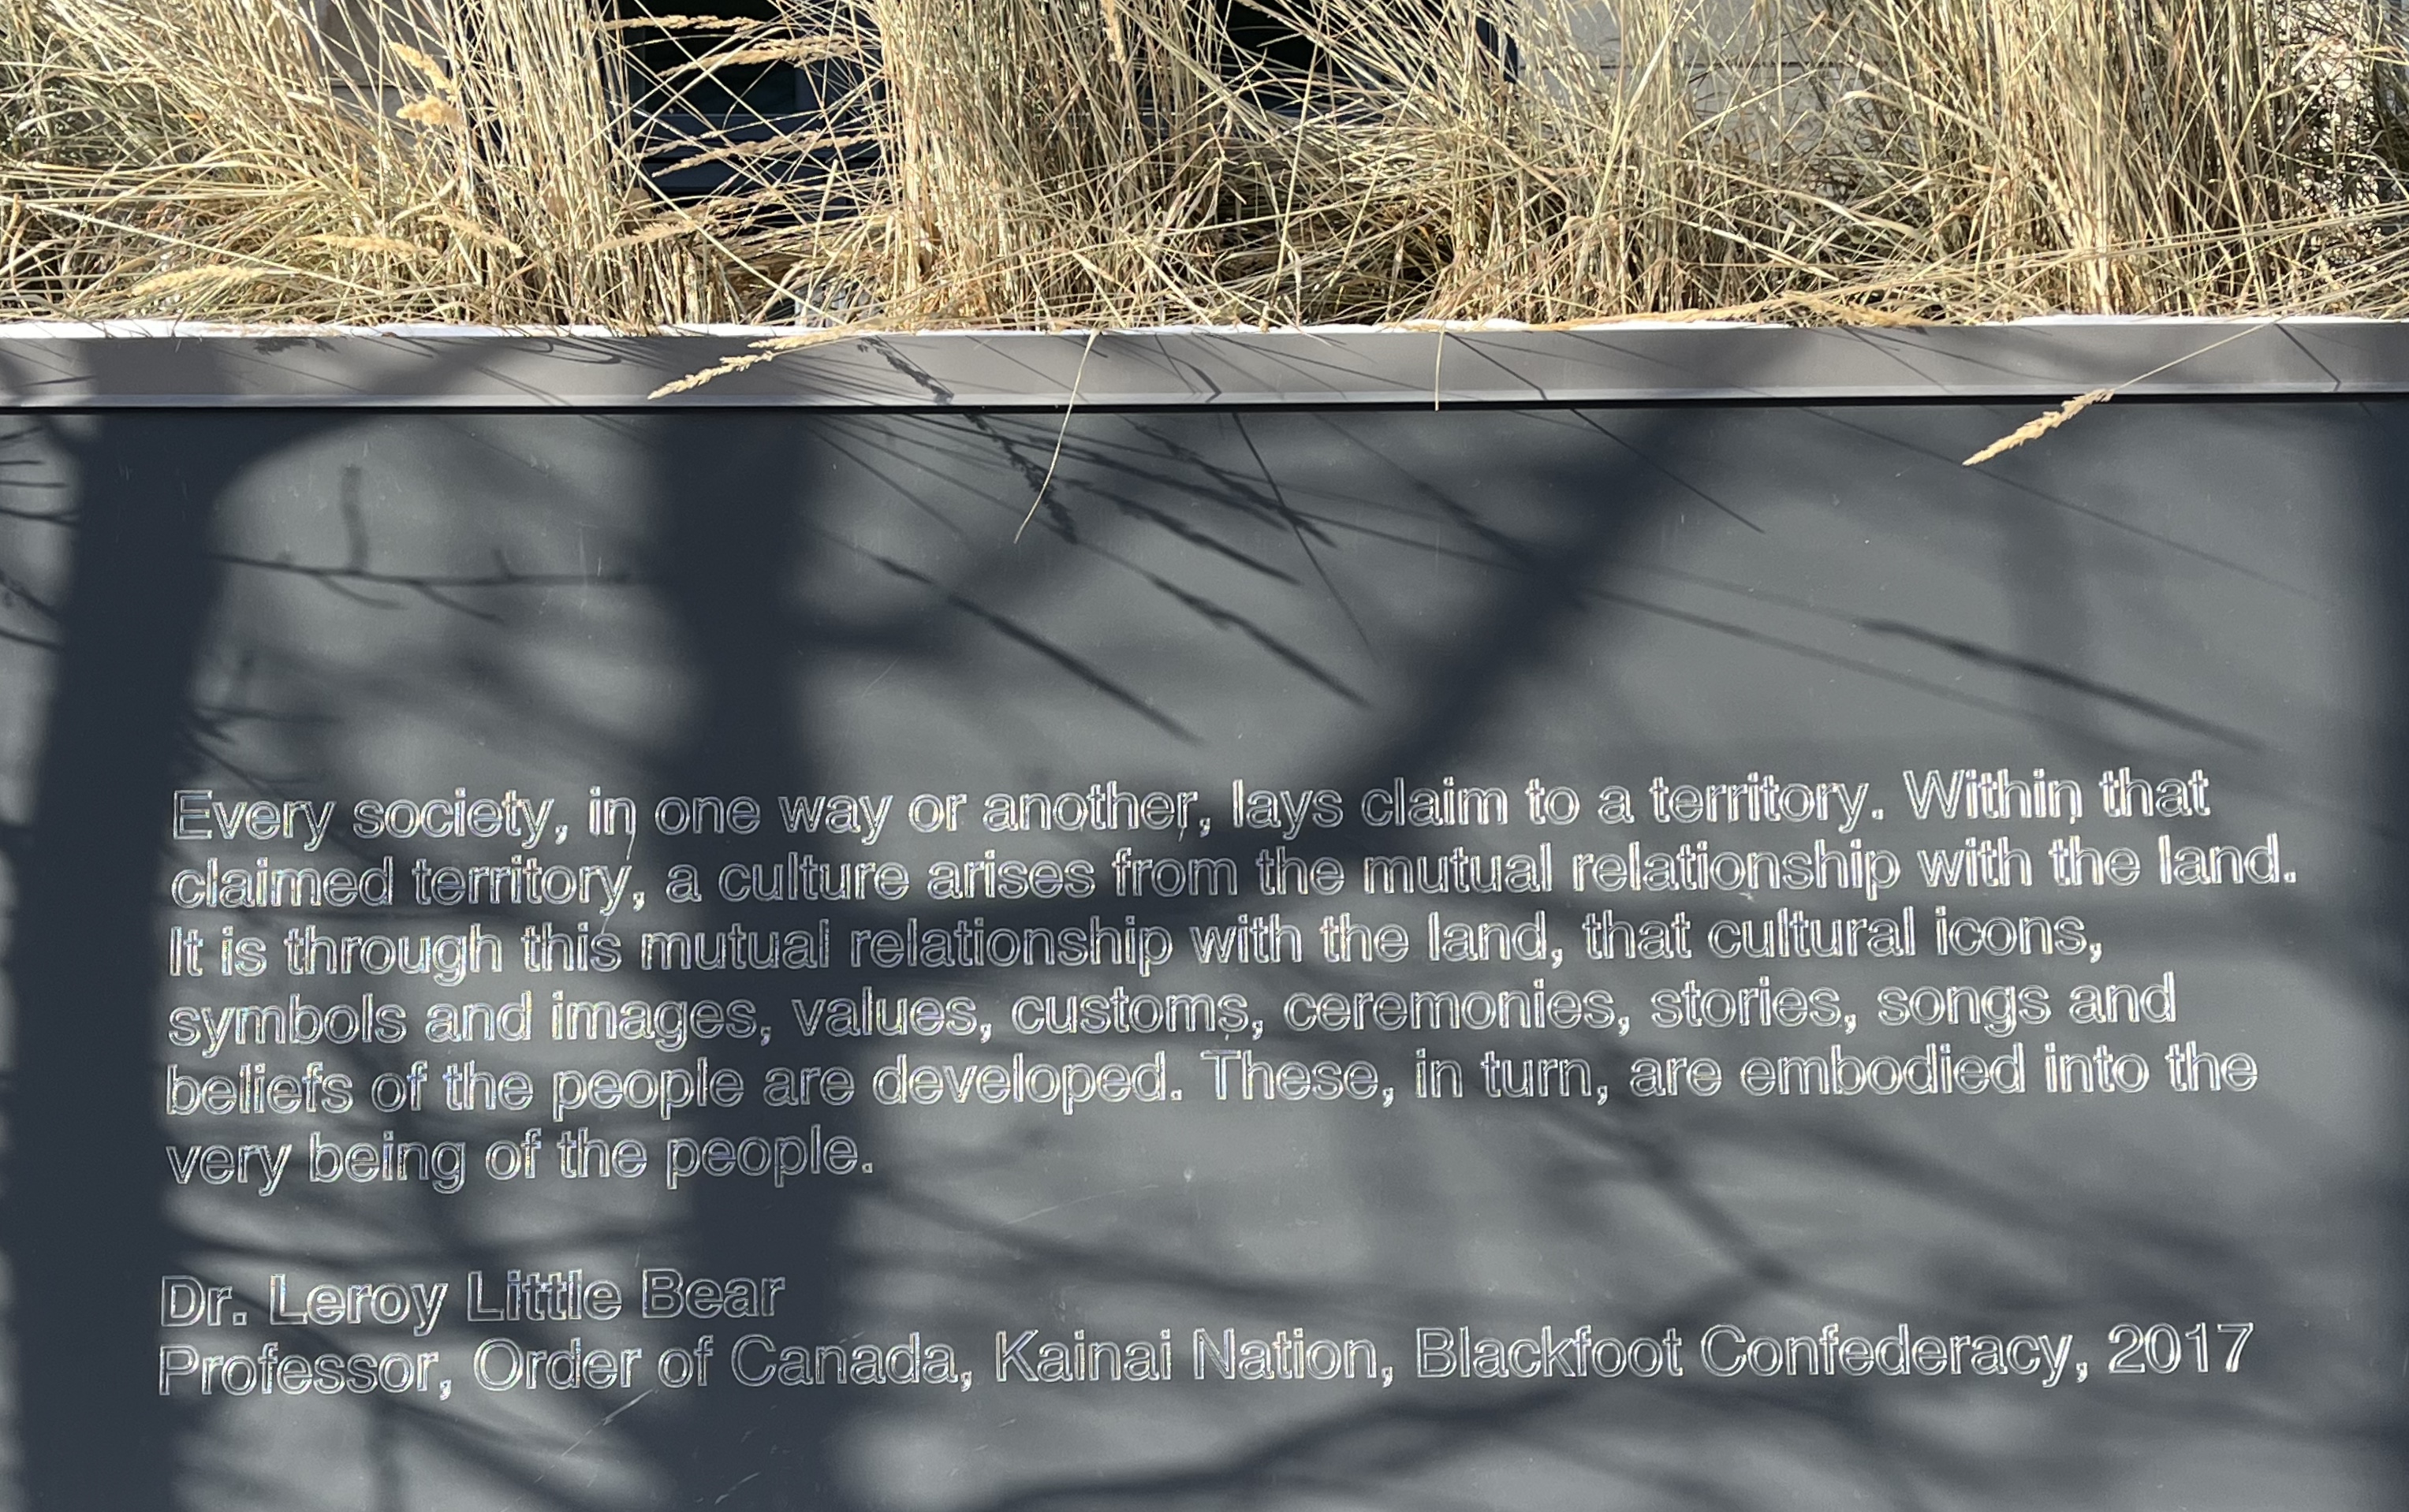 Every society, in one way or another, lays claim to a territory. Within that
claimed territory, a culture arises from the mutual relationship with the land.
It is through this mutual relationship with the land, that cultural icons,
symbols and images, values, customs, ceremonies, stories, songs and
beliefs of the people are developed. These, in turn, are embodied into the
very being of the people.
Dr. Leroy Little Bear
Professor, Order of Canada, Kainai Nation, Blackfoot Confederacy, 2017